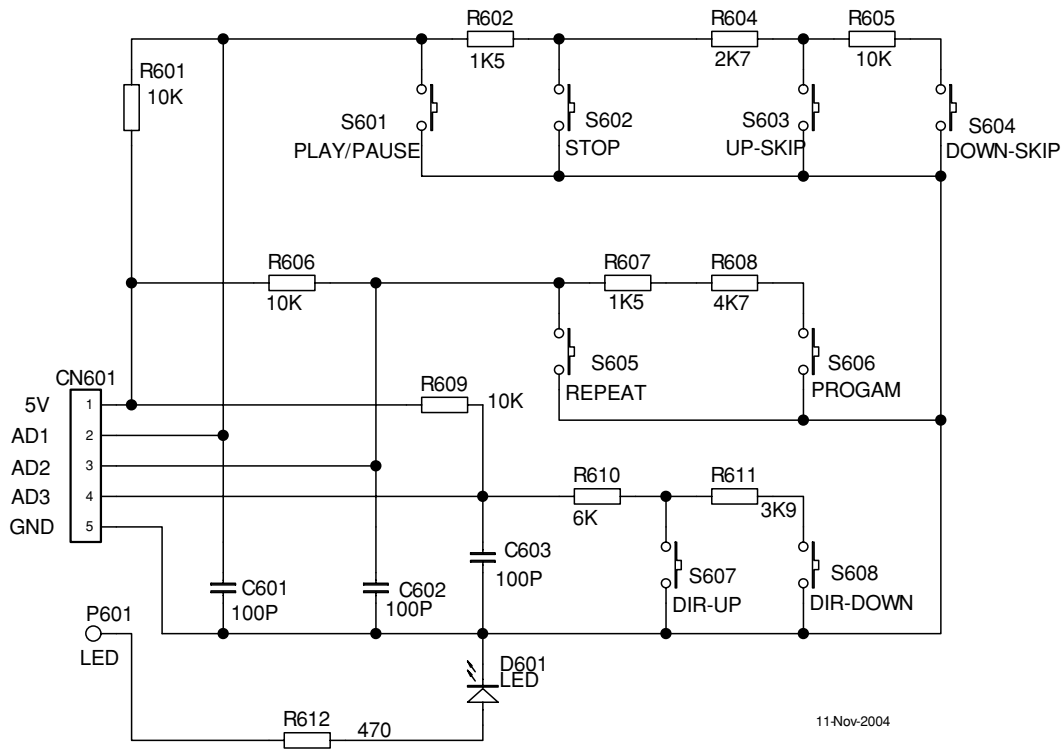 R602
1K5
R604
2K7
R605
10K
R601
10K
S601
PLAY/PAUSE
S602
STOP
S603
UP-SKIP
S604
DOWN-SKIP
R606
10K
R607
1K5
R608
4K7
S605
REPEAT
S606
PROGAM
CN601
R609
10K
5V 1
AD1 2
AD2 3
AD3 4
GND 5
R610
6K
R611
3K9
C603
100P
S607
DIR-UP
S608
DIR-DOWN
C601
100P
C602
100P
P601
LED
D601
LED
R612
470
11-Nov-2004